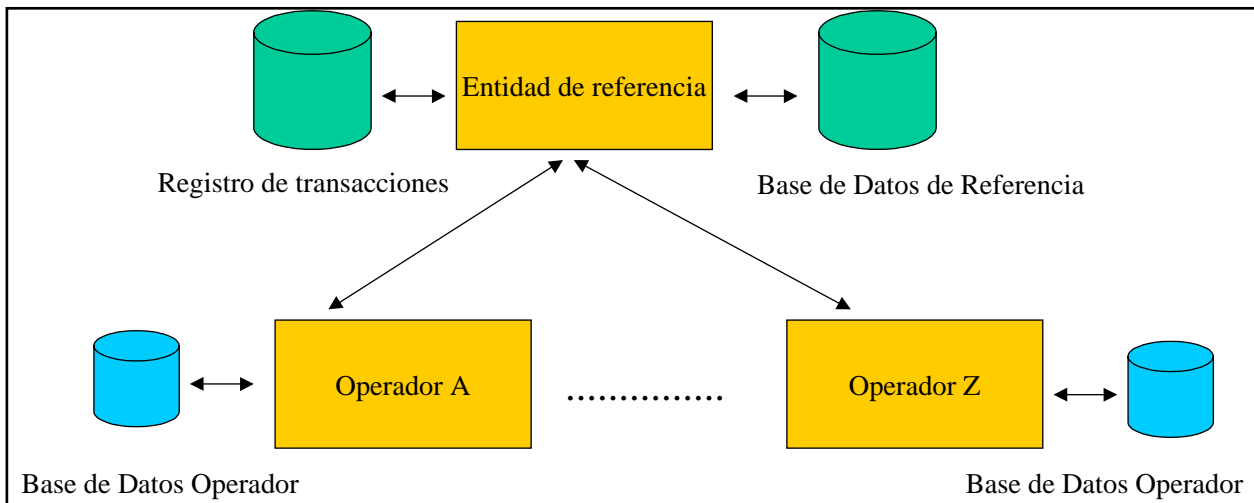 Entidad de referencia
Registro de transacciones
Base de Datos de Referencia
Operador A
...............
Operador Z
Base de Datos Operador
Base de Datos Operador